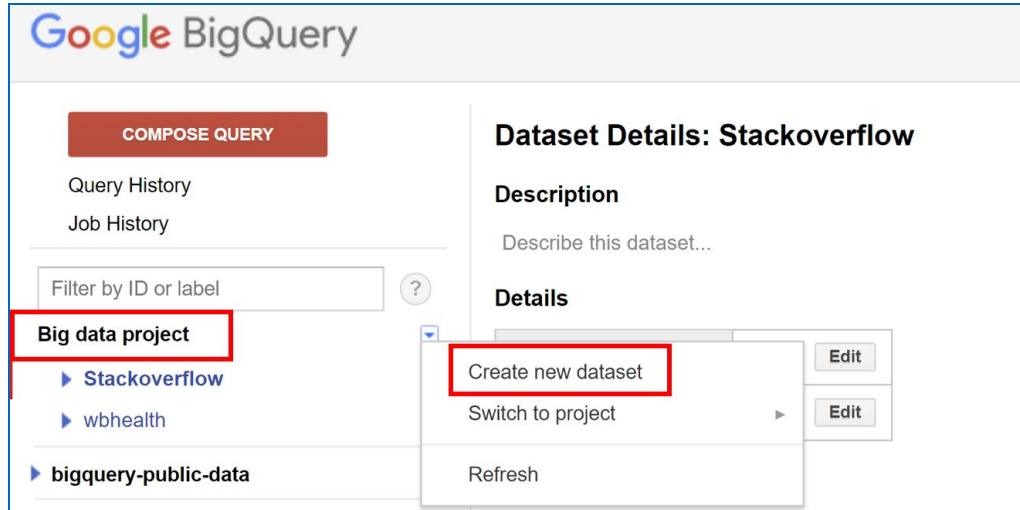 Google BigQuery
COMPOSE QUERY
Query History
Job History
Filter by ID or label
?
Big data project
Stackoverflow
wbhealth
bigquery-public-data
Dataset Details: Stackoverflow
Description
Describe this dataset...
Details
Edit
Edit
Create new dataset
Switch to project
Refresh